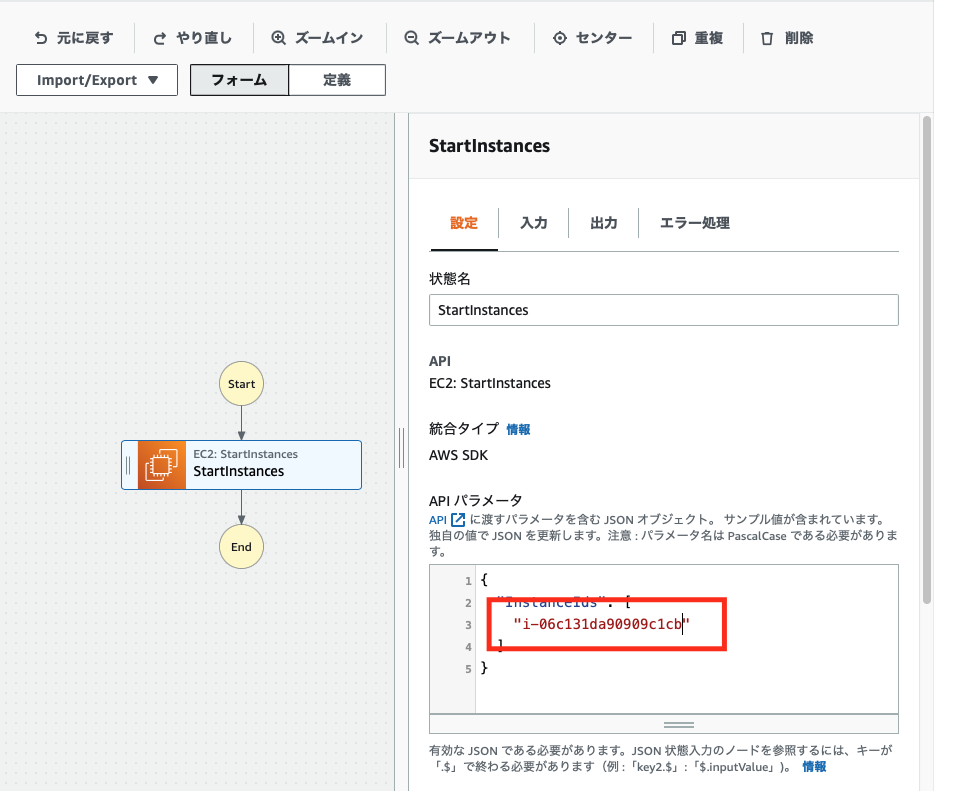 元に戻す
やり直し
ズームイン
ズームアウト
センター
重複
削除
Import/Export ▼
フォーム
定義
Start
EC2: StartInstances
StartInstances
End
StartInstances
設定
入力
出力
エラー処理
状態名
StartInstances
API
EC2: StartInstances
統合タイプ 情報
AWS SDK
API パラメータ
API に渡すパラメータを含む JSON オブジェクト。 サンプル値が含まれています。
独自の値で JSON を更新します。注意 : パラメータ名は PascalCase である必要がありま
す。
1 {
2 "InstanceIds": [
3 "i-06c131da90909c1cb"
4 ]
5 }
有効な JSON である必要があります。JSON 状態入力のノードを参照するには、キーが
「.$」で終わる必要があります（例 :「key2.$」:「$.inputValue」)。 情報